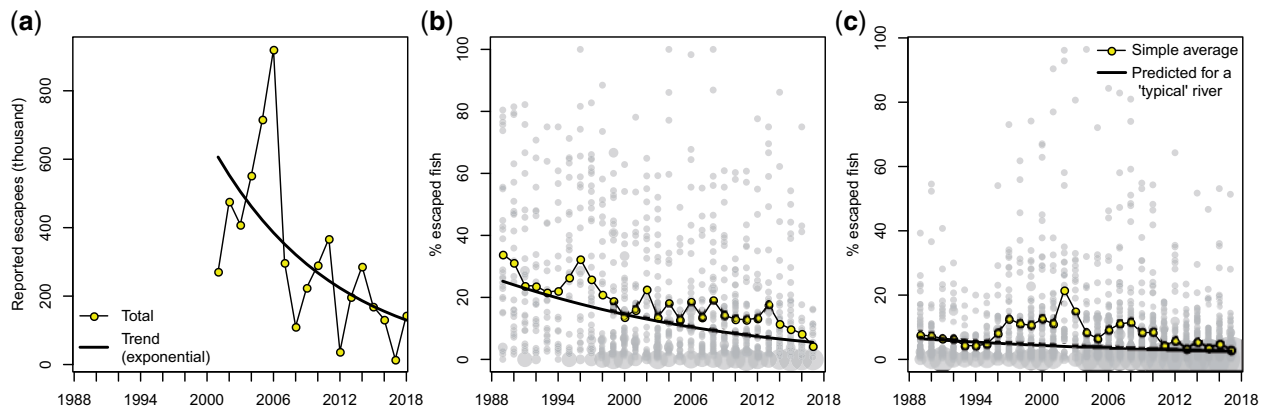 (a)
Reported escapees (thousand)
800
600
400
200
0
Total
Trend
(exponential)
1988 1994 2000 2006 2012 2018
(b)
% escaped fish
100
80
60
40
20
0
1988 1994 2000 2006 2012 2018
(c)
% escaped fish
100
80
60
40
20
0
Simple average
Predicted for a
'typical' river
1988 1994 2000 2006 2012 2018